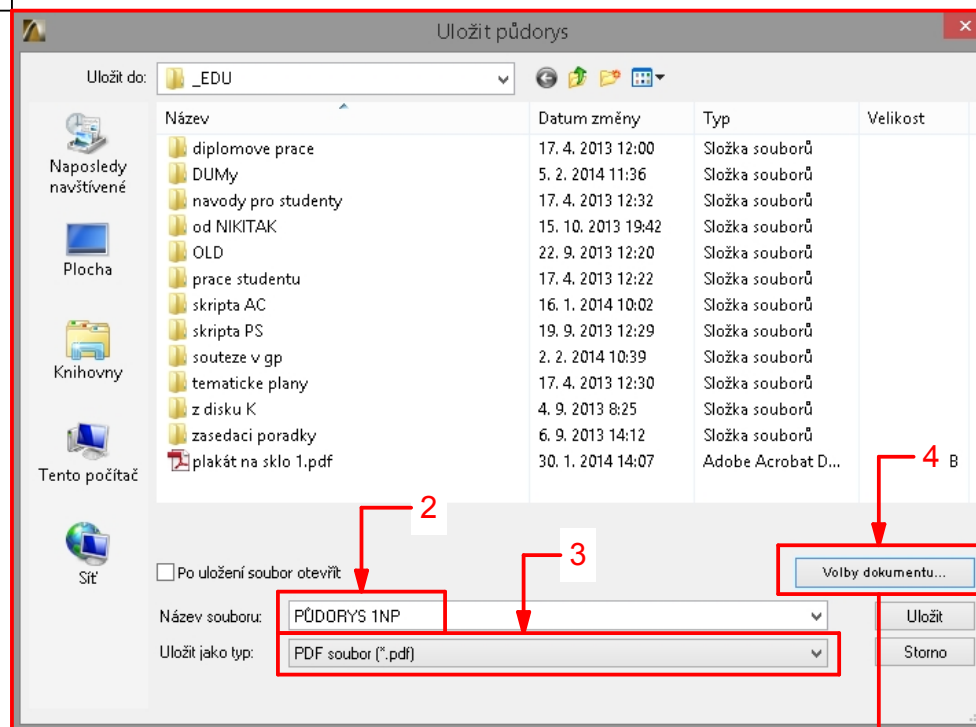 Uložit půdorys
Uložit do: _EDU
Název Datum změny Typ Velikost
diplomove prace 17. 4. 2013 12:00 Složka souborů
DUMy 5. 2. 2014 11:36 Složka souborů
navody pro studenty 17. 4. 2013 12:32 Složka souborů
od NIKITAK 15. 10. 2013 19:42 Složka souborů
OLD 22. 9. 2013 12:20 Složka souborů
prace studentu 17. 4. 2013 12:22 Složka souborů
skripta AC 16. 1. 2014 10:02 Složka souborů
skripta PS 19. 9. 2013 12:29 Složka souborů
souteze v gp 2. 2. 2014 10:39 Složka souborů
tematicke plany 17. 4. 2013 12:30 Složka souborů
z disku K 4. 9. 2013 8:25 Složka souborů
zasedaci poradky 6. 9. 2013 14:12 Složka souborů
plakát na sklo 1.pdf 30. 1. 2014 14:07 Adobe Acrobat D... B
Naposledy
navštívené
Plocha
Knihovny
Tento počítač
Síť
2
3
4
Po uložení soubor otevřít
Volby dokumentu...
Název souboru: PŮDORYS 1NP Uložit
Uložit jako typ: PDF soubor (*.pdf) Storno